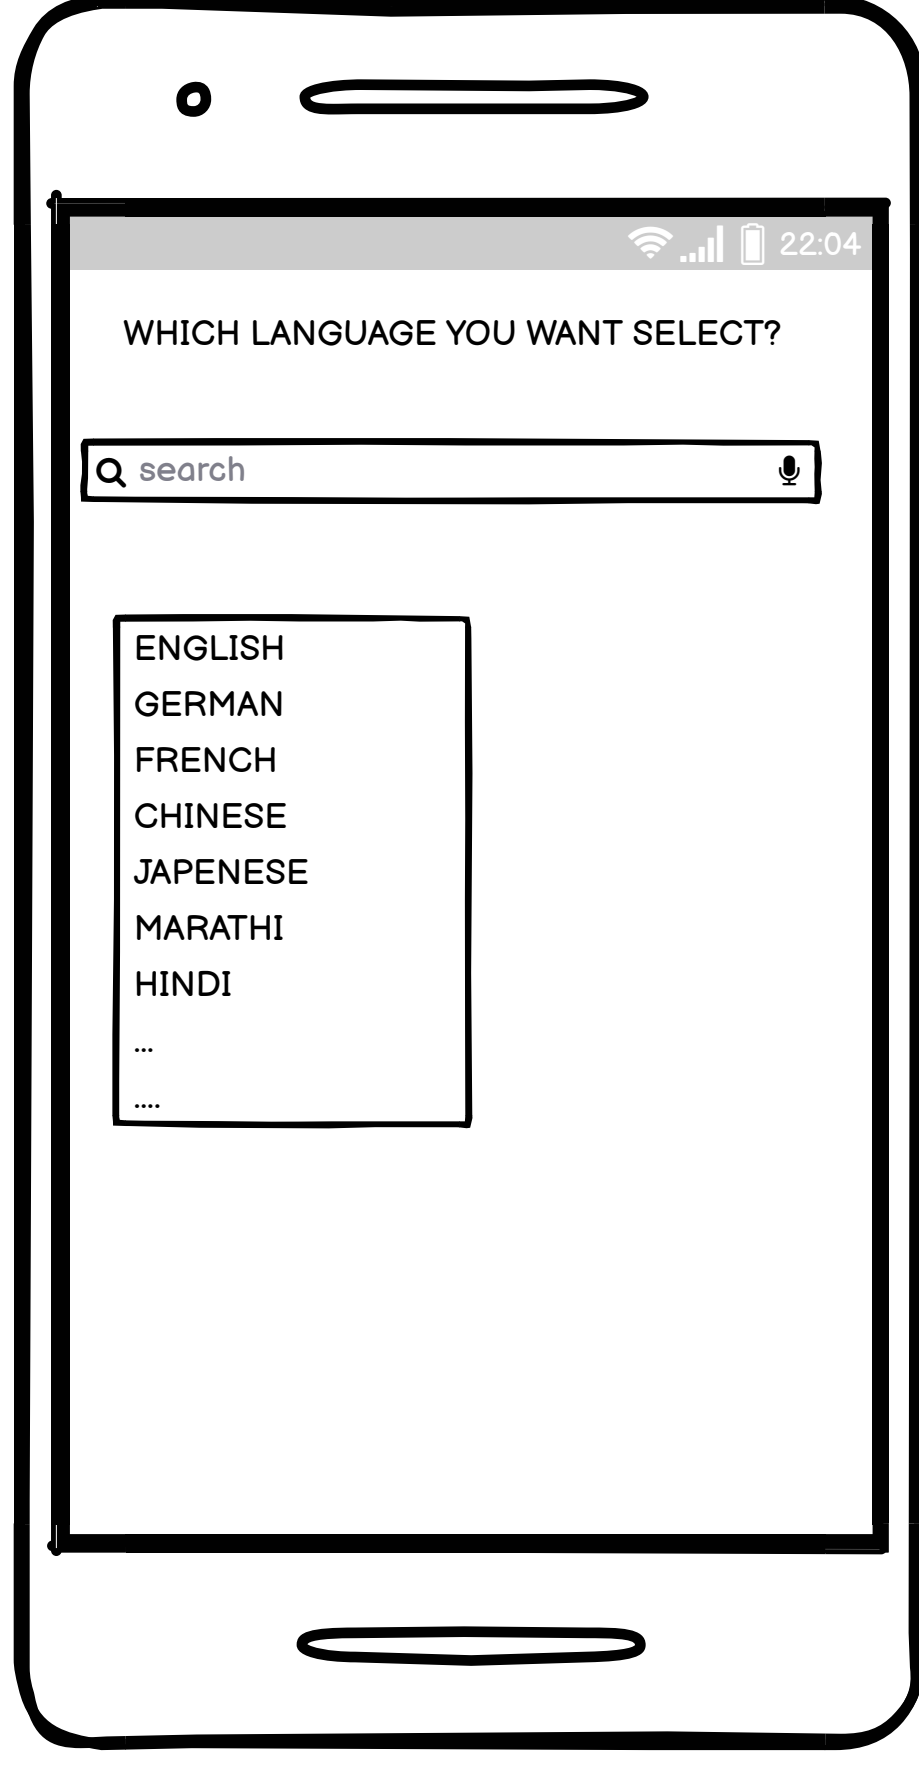 22:04
WHICH LANGUAGE YOU WANT SELECT?
search
ENGLISH
GERMAN
FRENCH
CHINESE
JAPENESE
MARATHI
HINDI
...
....